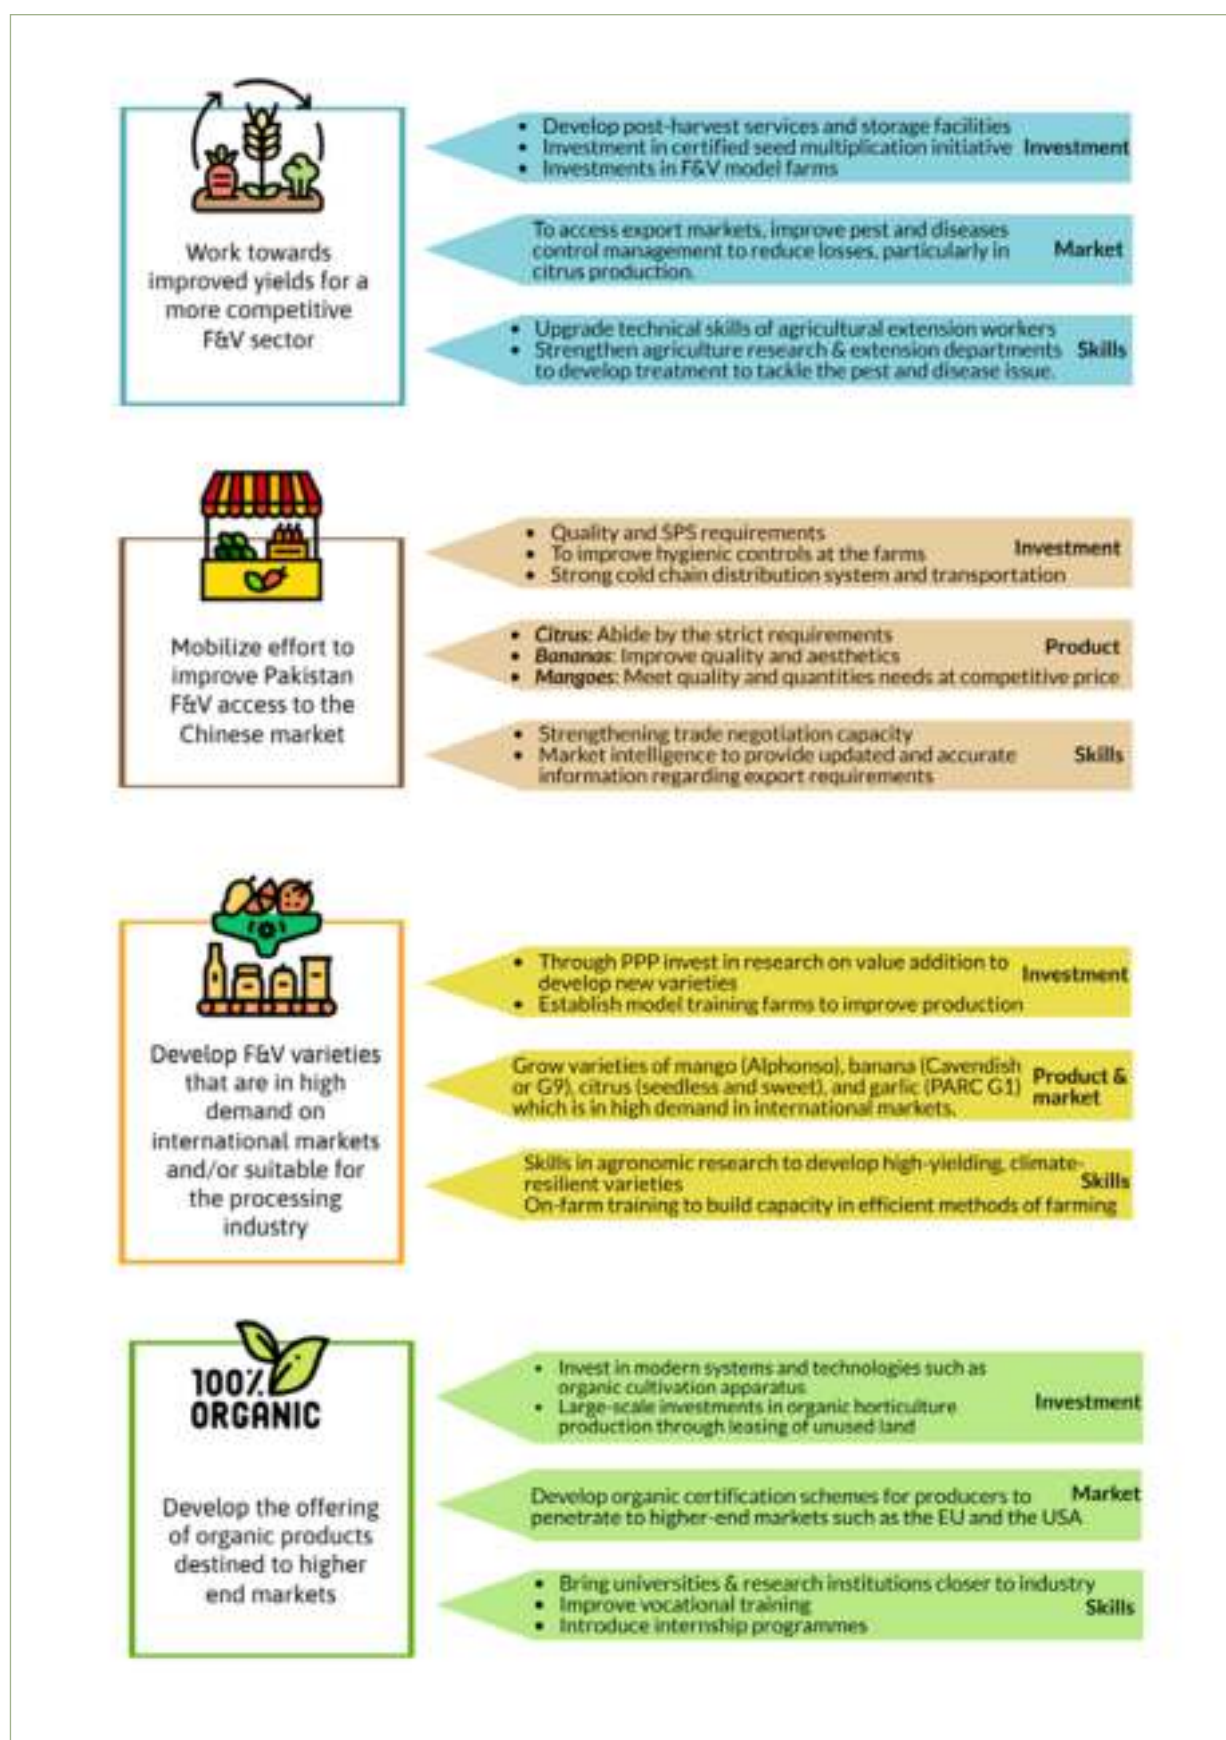 Work towards
improved yields for a
more competitive
F&V sector
• Develop post-harvest services and storage facilities
• Investment in certified seed multiplication initiative
• Investments in F&V model farms
Investment
To access export markets, improve pest and diseases
control management to reduce losses, particularly in
citrus production.
Market
• Upgrade technical skills of agricultural extension workers
• Strengthen agriculture research & extension departments
to develop treatment to tackle the pest and disease issue.
Skills
Mobilize effort to
improve Pakistan
F&V access to the
Chinese market
• Quality and SPS requirements
• To improve hygienic controls at the farms
• Strong cold chain distribution system and transportation
Investment
• Citrus: Abide by the strict requirements
• Bananas: Improve quality and aesthetics
• Mangoes: Meet quality and quantities needs at competitive price
Product
• Strengthening trade negotiation capacity
• Market intelligence to provide updated and accurate
information regarding export requirements
Skills
Develop F&V varieties
that are in high
demand on
international markets
and/or suitable for
the processing
industry
• Through PPP invest in research on value addition to
develop new varieties
• Establish model training farms to improve production
Investment
Grow varieties of mango (Alphonso), banana (Cavendish
or G9), citrus (seedless and sweet), and garlic (PARC G1)
which is in high demand in international markets.
Product &
market
Skills in agronomic research to develop high-yielding, climate-
resilient varieties
On-farm training to build capacity in efficient methods of farming
Skills
100%
ORGANIC
Develop the offering
of organic products
destined to higher
end markets
• Invest in modern systems and technologies such as
organic cultivation apparatus
• Large-scale investments in organic horticulture
production through leasing of unused land
Investment
Develop organic certification schemes for producers to
penetrate to higher-end markets such as the EU and the USA
Market
• Bring universities & research institutions closer to industry
• Improve vocational training
• Introduce internship programmes
Skills